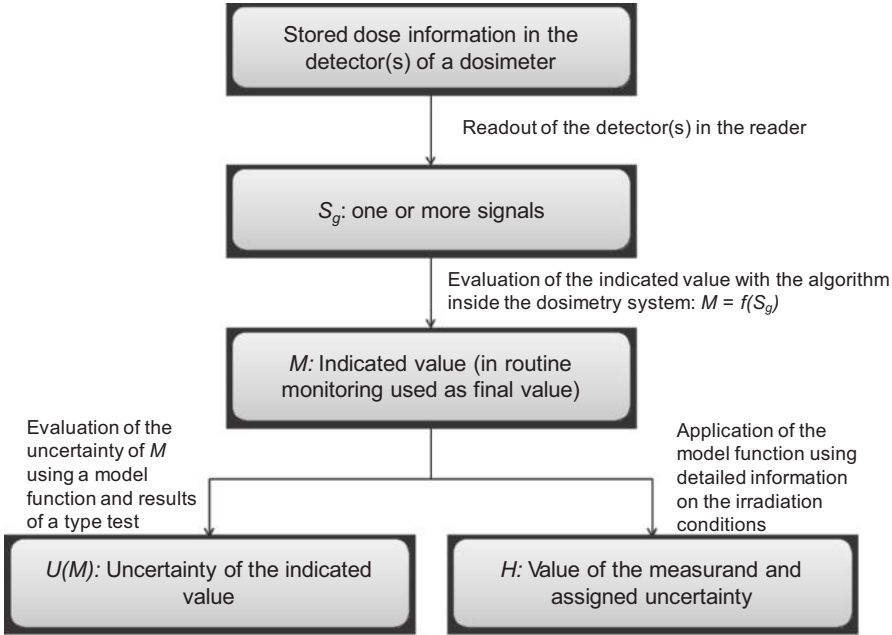 Stored dose information in the
detector(s) of a dosimeter
Readout of the detector(s) in the reader
Sg: one or more signals
Evaluation of the indicated value with the algorithm
inside the dosimetry system: M = f(Sg)
M: Indicated value (in routine
monitoring used as final value)
Evaluation of the
uncertainty of M
using a model
function and results
of a type test
Application of the
model function using
detailed information
on the irradiation
conditions
U(M): Uncertainty of the indicated
value
H: Value of the measurand and
assigned uncertainty